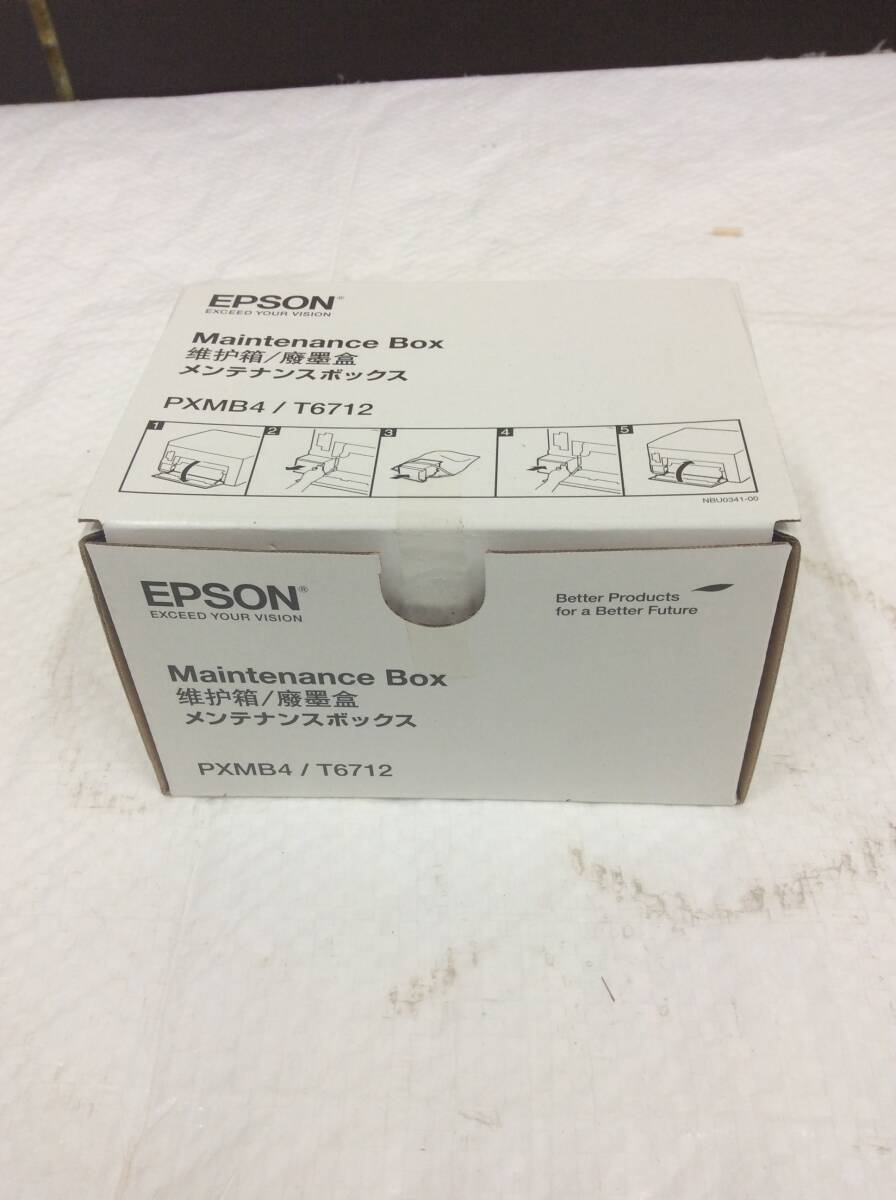 EPSON®
EXCEED YOUR VISION
Maintenance Box
维护箱/廢墨盒
メンテナンスボックス
PXMB4 / T6712
1 2 3 4 5
NBU0341-00
EPSON®
EXCEED YOUR VISION
Better Products
for a Better Future
Maintenance Box
维护箱/廢墨盒
メンテナンスボックス
PXMB4 / T6712